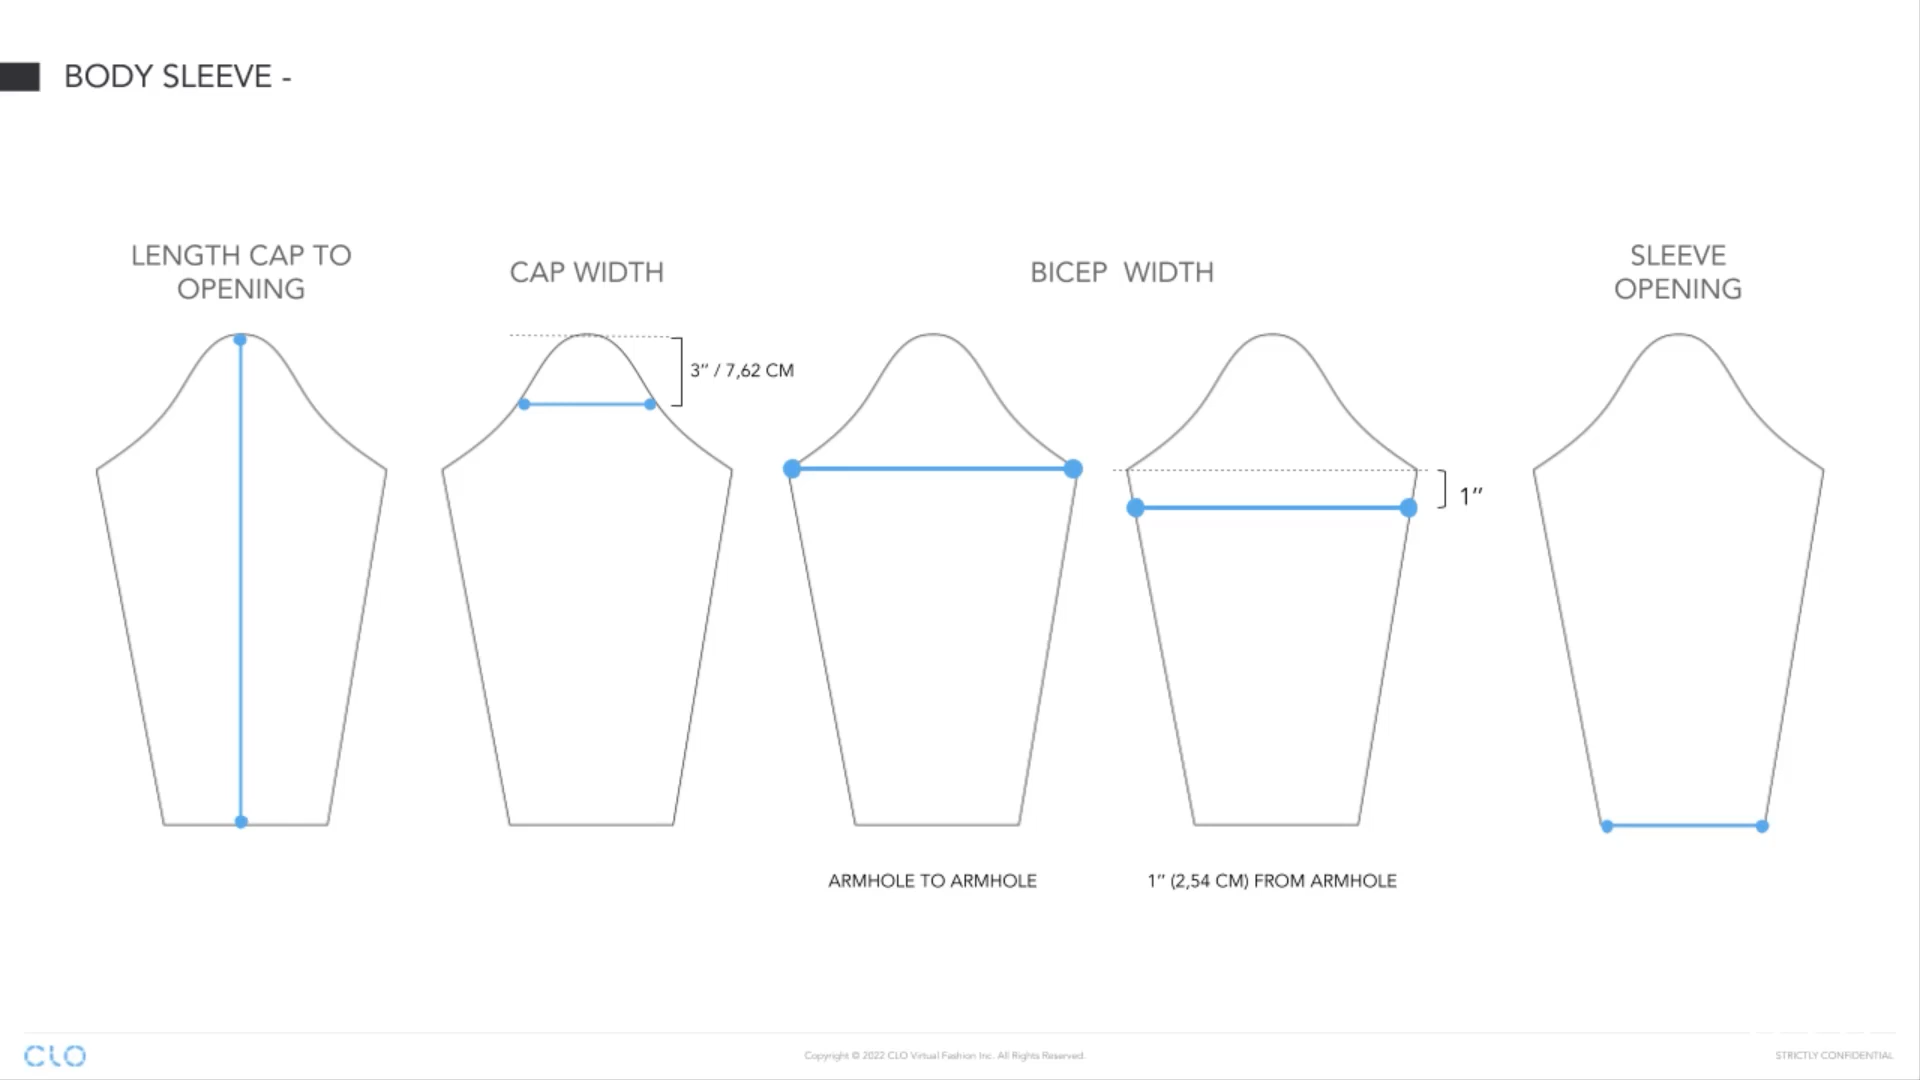 BODY SLEEVE -
LENGTH CAP TO
OPENING
CAP WIDTH
BICEP  WIDTH
SLEEVE
OPENING
3’’ / 7,62 CM
1’’
ARMHOLE TO ARMHOLE
1’’ (2,54 CM) FROM ARMHOLE
CLO
Copyright © 2022 CLO Virtual Fashion Inc. All Rights Reserved.
STRICTLY CONFIDENTIAL